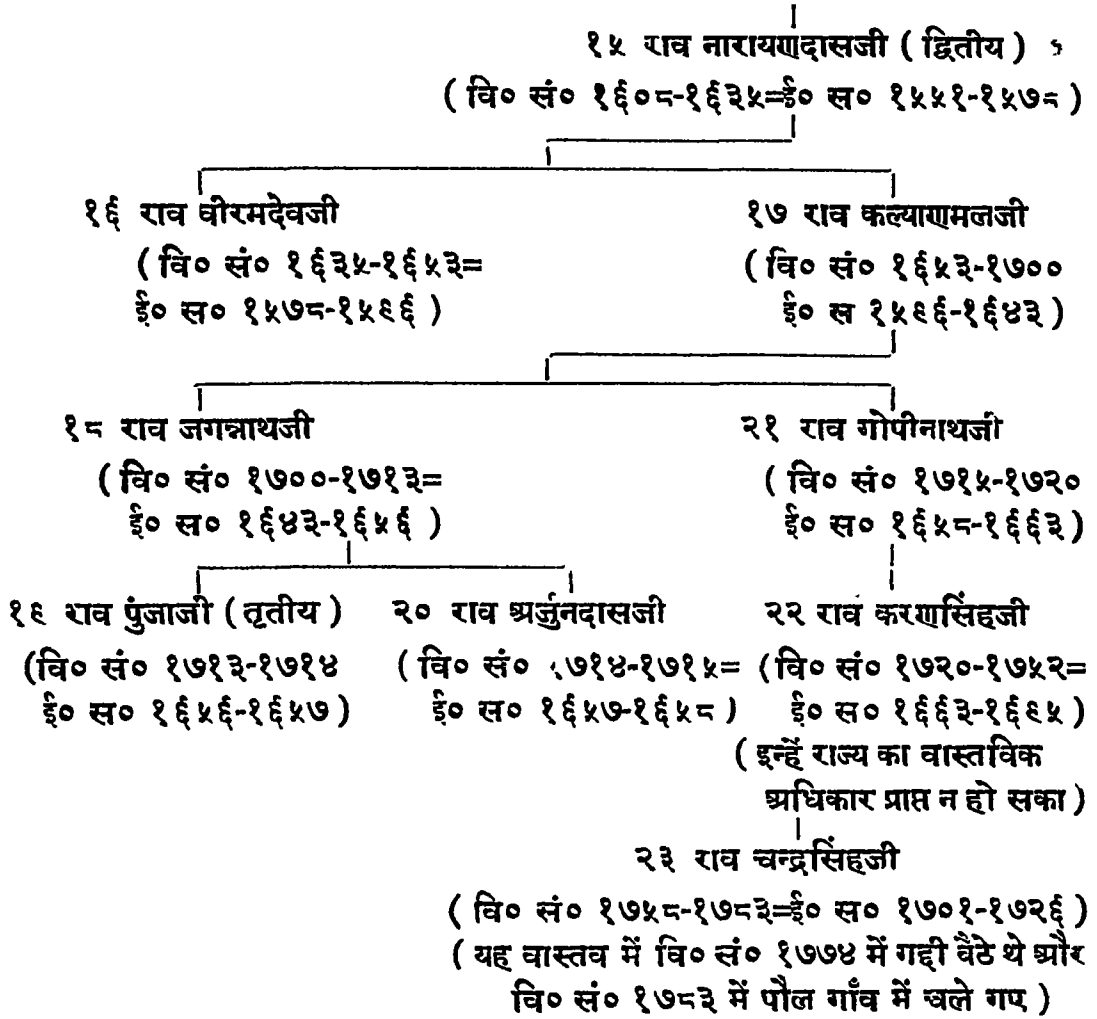 १५ राव नारायणदासजी ( द्वितीय )
( वि० सं० १६०८-१६३५=ई० स० १५५१-१५७८ )
१६ राव वीरमदेवजी
( वि० सं० १६३५-१६५३=
ई० स० १५७८-१५९६ )
१७ राव कल्याणमलजी
( वि० सं० १६५३-१७००
ई० स १५९६-१६४३ )
१८ राव जगन्नाथजी
( वि० सं० १७००-१७१३=
ई० स० १६४३-१६५६ )
२१ राव गोपीनाथजी
( वि० सं० १७१५-१७२०
ई० स० १६५८-१६६३ )
१९ राव पुंजाजी ( तृतीय )
(वि० सं० १७१३-१७१४
ई० स० १६५६-१६५७ )
२० राव अर्जुनदासजी
( वि० सं० १७१४-१७१५=
ई० स० १६५७-१६५८ )
२२ राव करणसिंहजी
(वि० सं० १७२०-१७५२=
ई० स० १६६३-१६९५ )
( इन्हें राज्य का वास्तविक
अधिकार प्राप्त न हो सका )
२३ राव चन्द्रसिंहजी
( वि० सं० १७५८-१७८३=ई० स० १७०१-१७२६ )
( यह वास्तव में वि० सं० १७७४ में गद्दी बैठे थे और
वि० सं० १७८३ में पौल गाँव में चले गए )